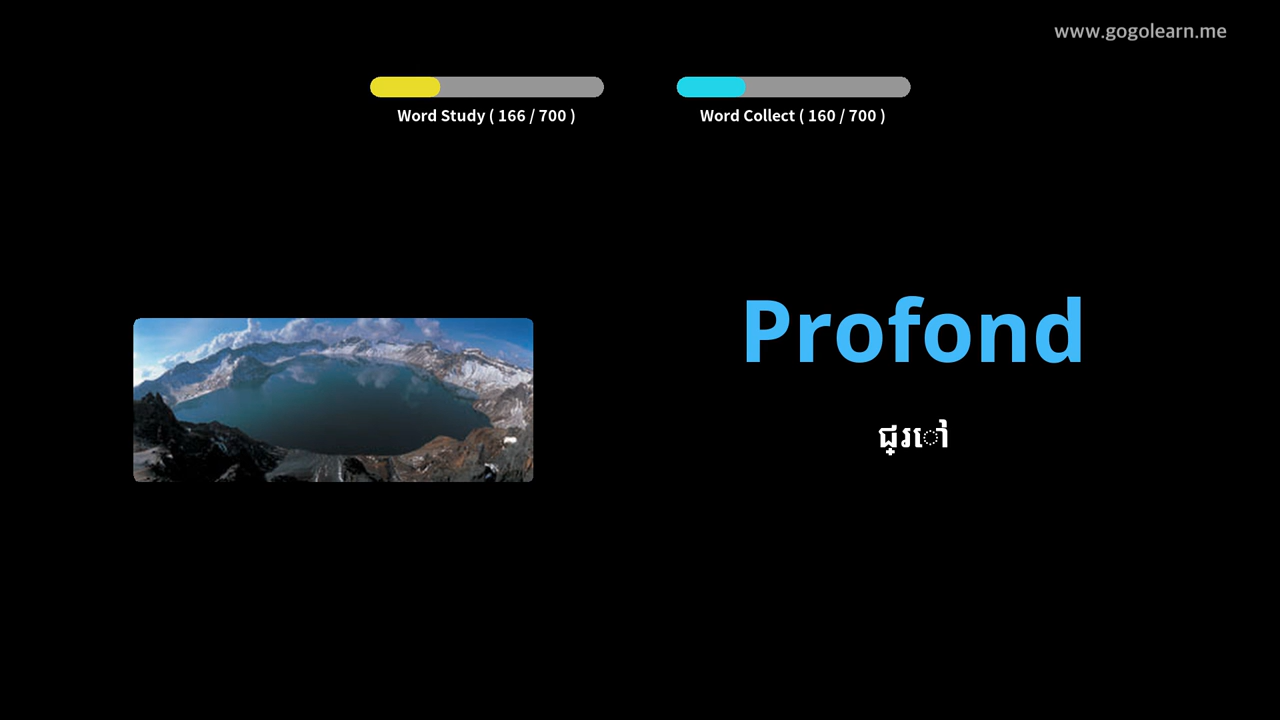 www.gogolearn.me
Word Study ( 166 / 700 )
Word Collect ( 160 / 700 )
Profond
ជ្រៅ